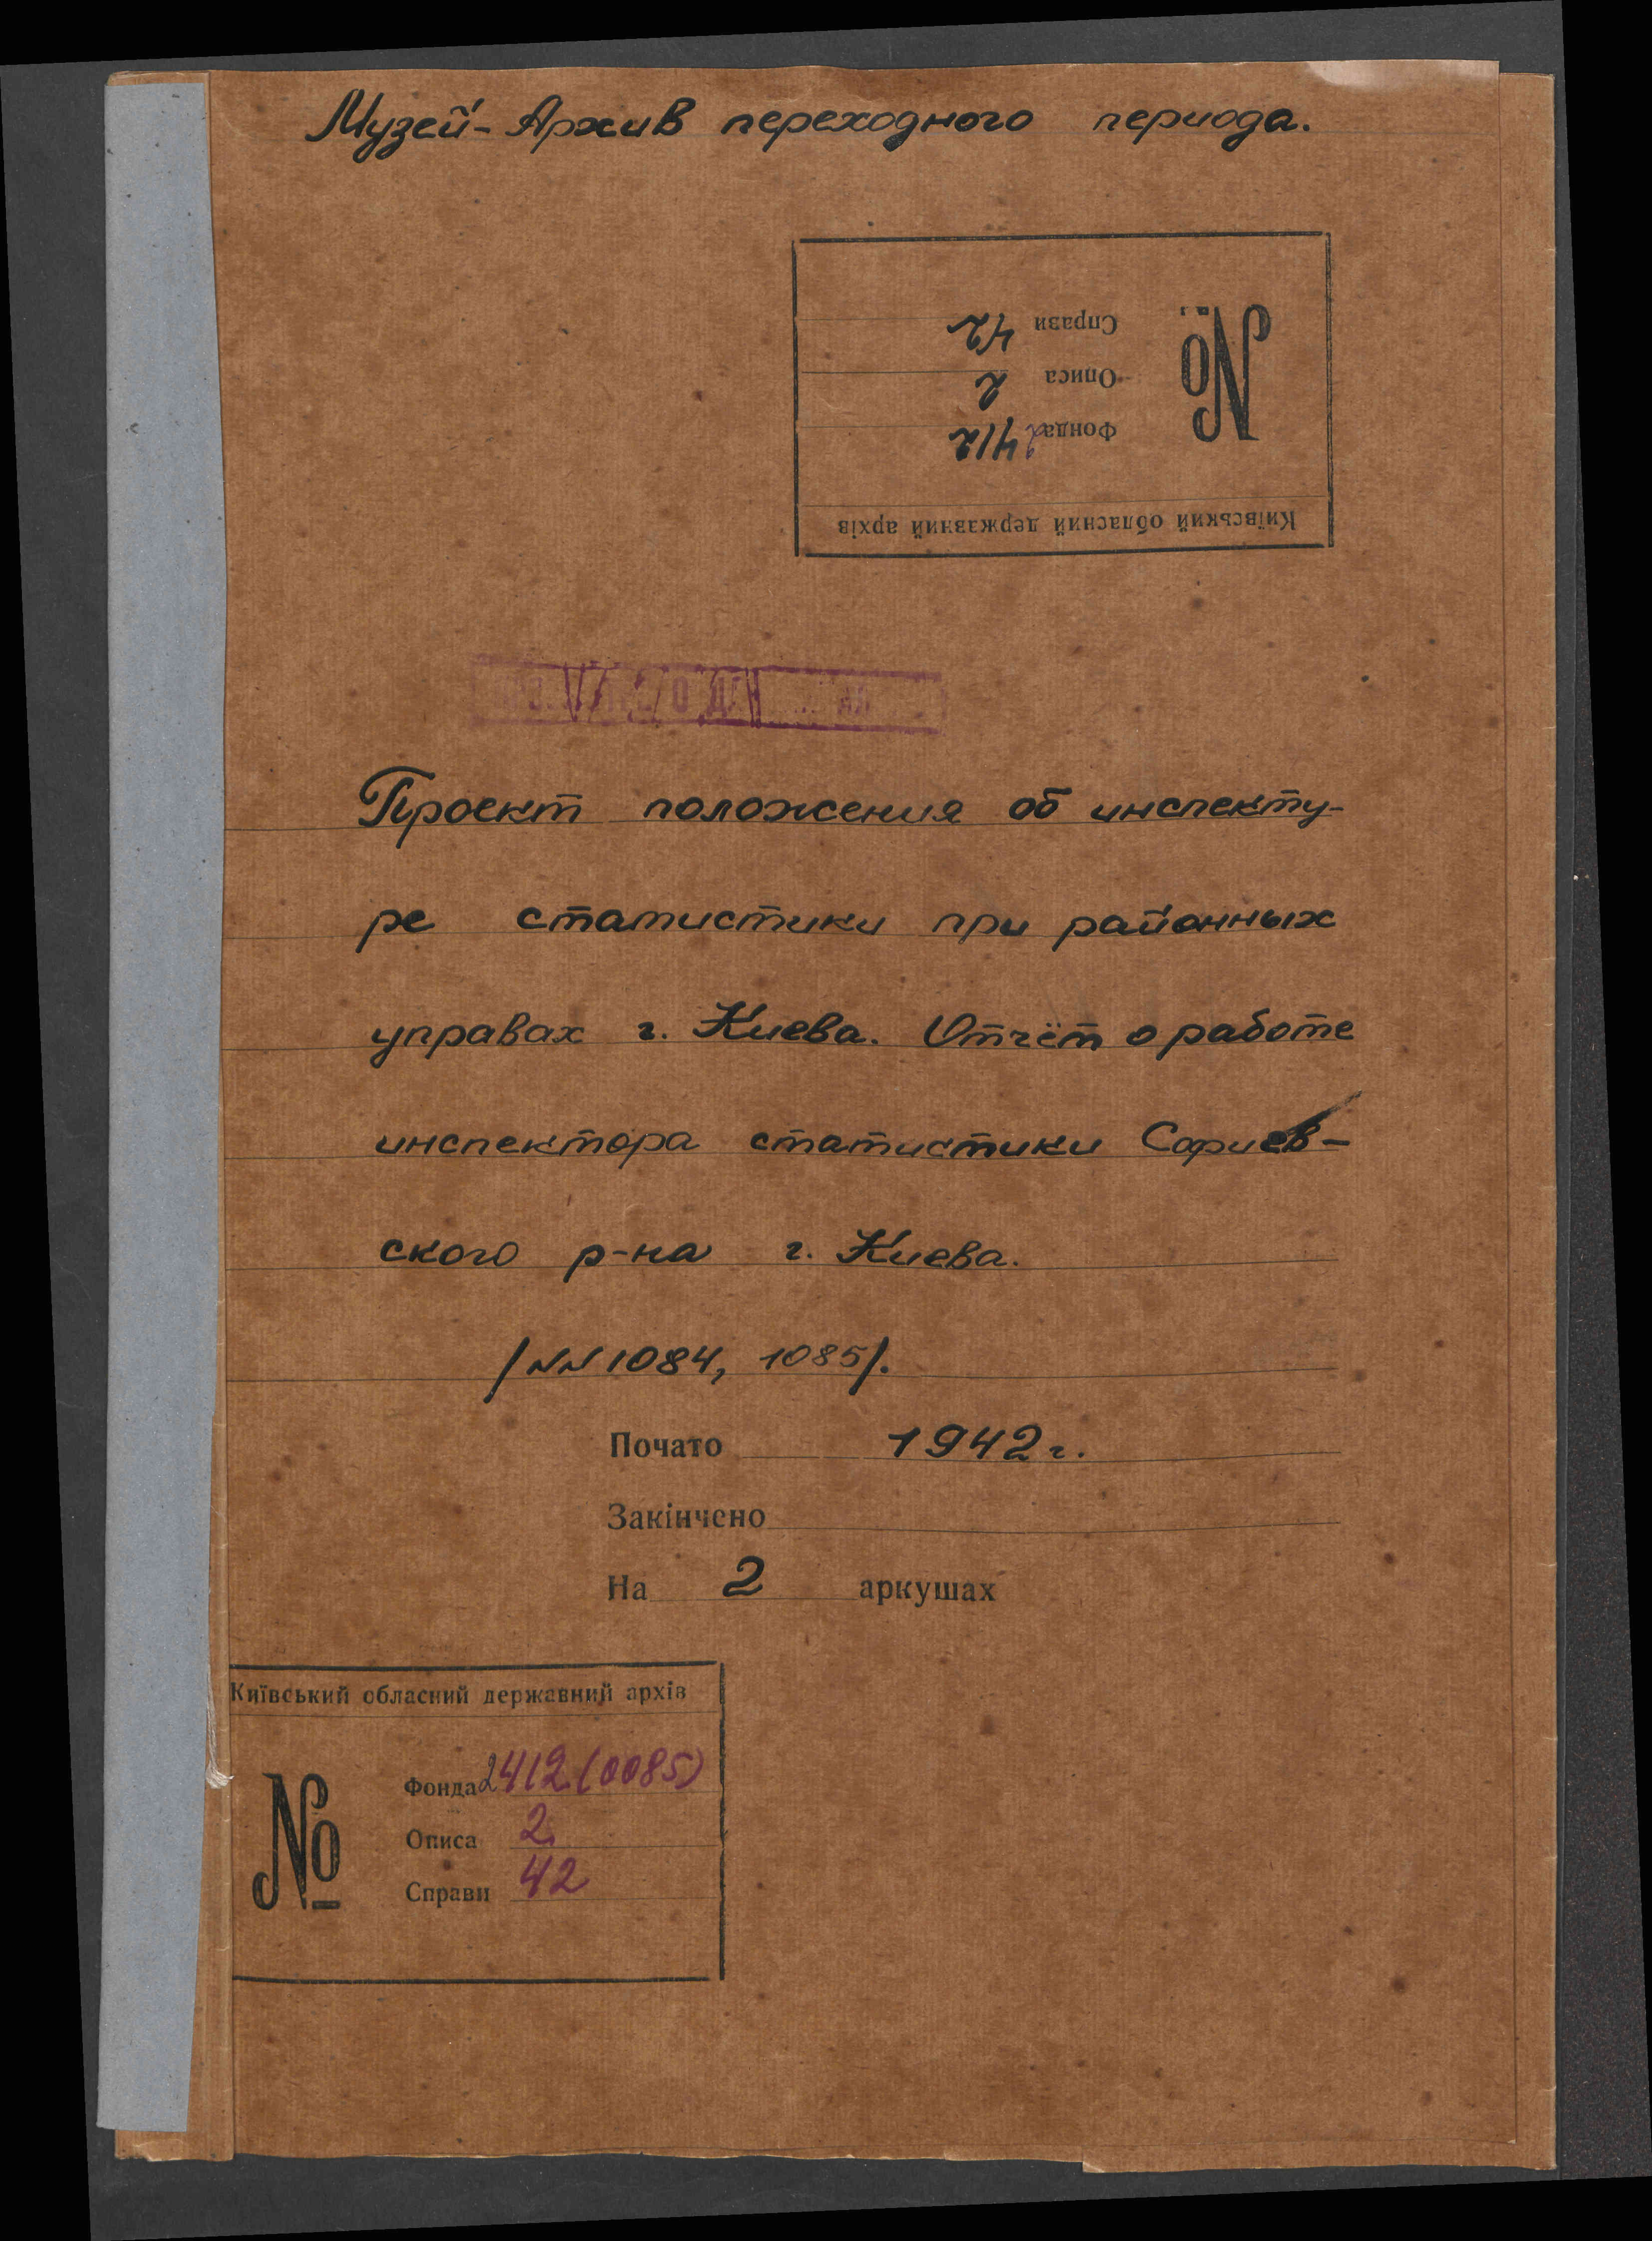 Музей-Архив переходного периода.
Київський обласний державний архів
№
Фонда 2412
Описа 2
Справи 42
Проект положения об инспекту-
ре статистики при районных
управах г. Киева. Отчёт о работе
инспектора статистики Софиев-
ского р-на г. Киева.
/NN 1084, 1085/.
Почато 1942 г.
Закінчено
На 2 аркушах
Київський обласний державний архів
№
Фонда 2412 (0085)
Описа 2
Справи 42